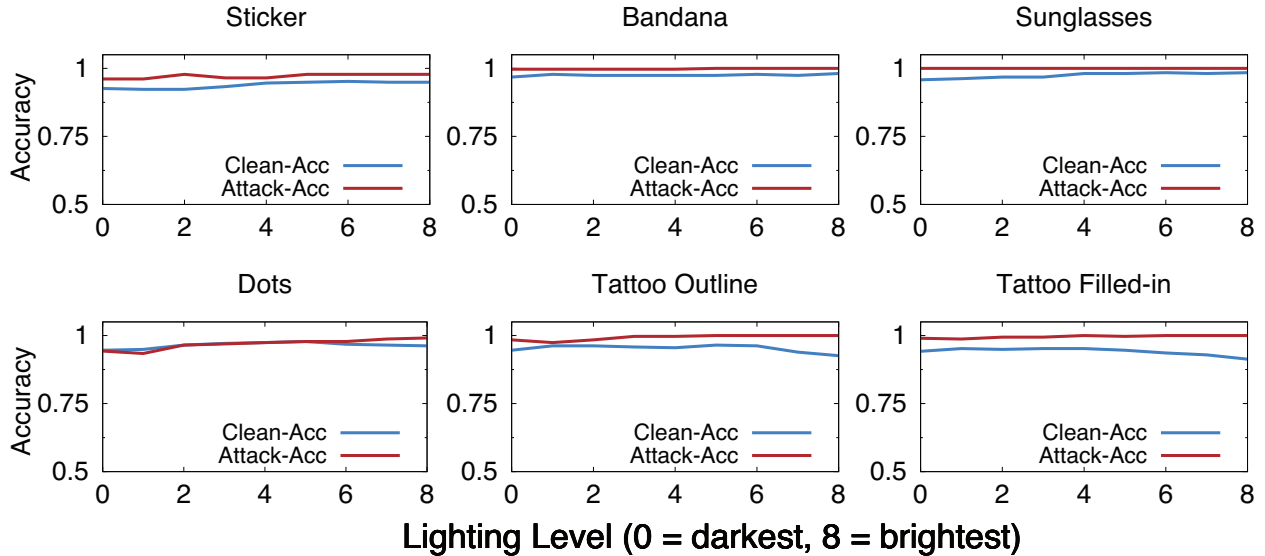 Sticker
Bandana
Sunglasses
Accuracy
1
0.75
0.5
Clean-Acc
Attack-Acc
0 2 4 6 8
1
0.75
0.5
Clean-Acc
Attack-Acc
0 2 4 6 8
1
0.75
0.5
Clean-Acc
Attack-Acc
0 2 4 6 8
Dots
Tattoo Outline
Tattoo Filled-in
Accuracy
1
0.75
0.5
Clean-Acc
Attack-Acc
0 2 4 6 8
1
0.75
0.5
Clean-Acc
Attack-Acc
0 2 4 6 8
1
0.75
0.5
Clean-Acc
Attack-Acc
0 2 4 6 8
Lighting Level (0 = darkest, 8 = brightest)